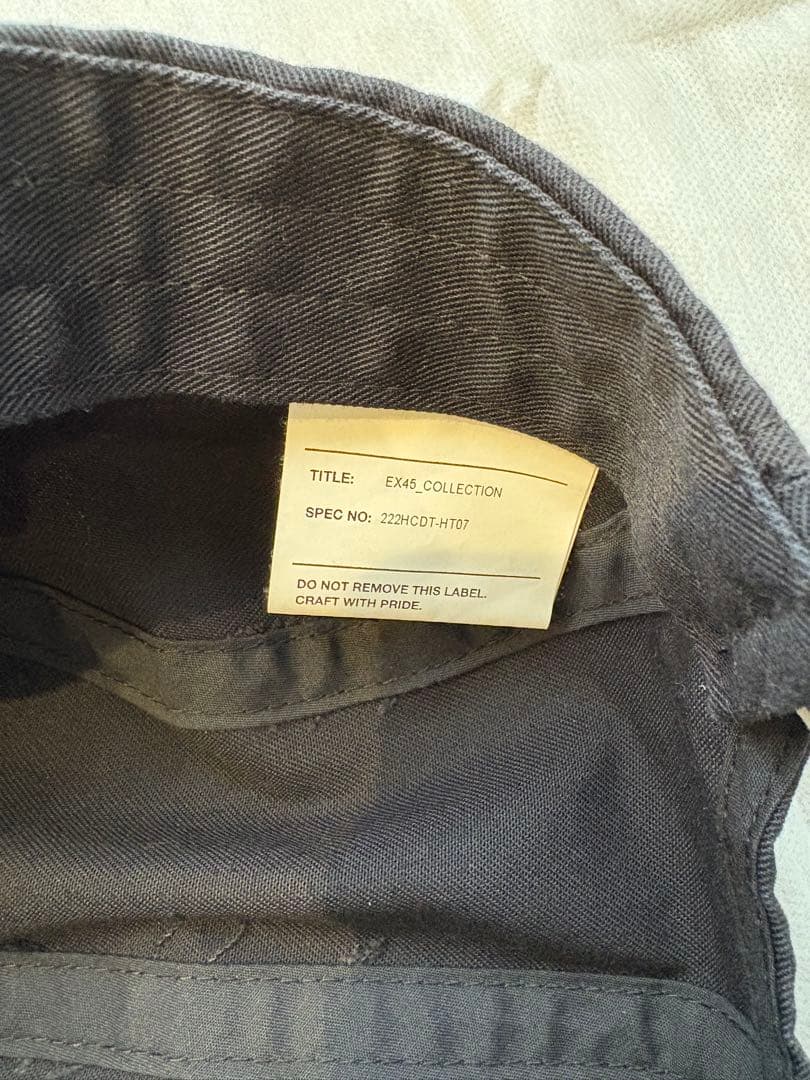 TITLE: EX45_COLLECTION
SPEC NO: 222HCDT-HT07
DO NOT REMOVE THIS LABEL.
CRAFT WITH PRIDE.